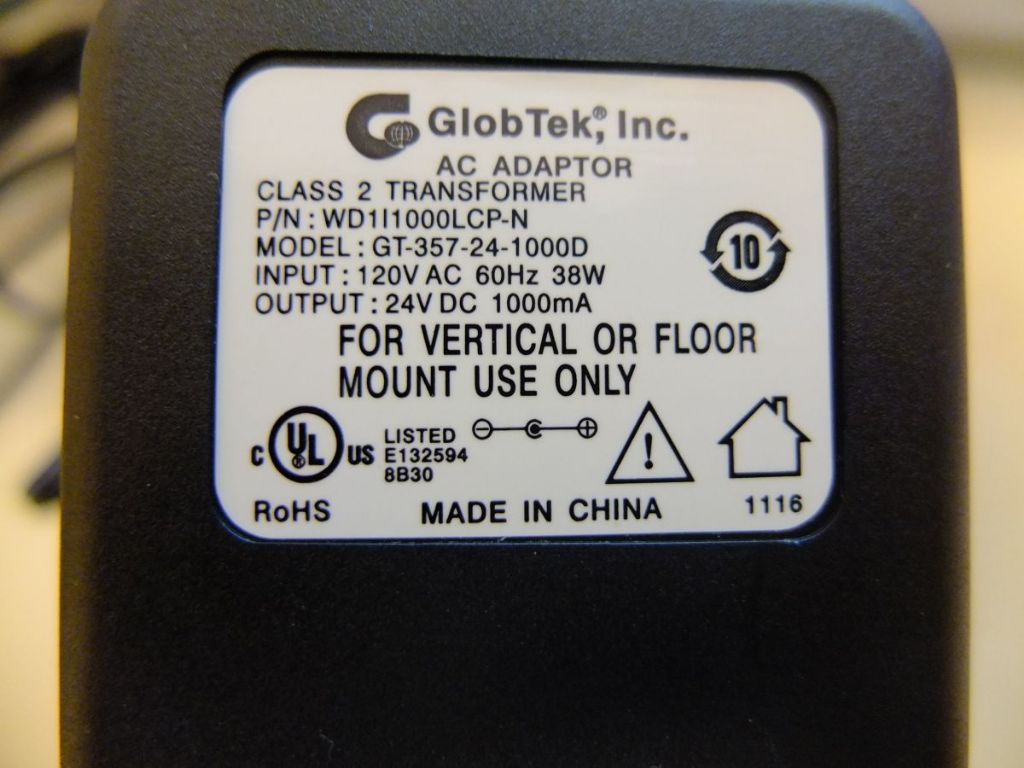 GlobTek,® Inc.
AC ADAPTOR
CLASS 2 TRANSFORMER
P/N : WD1I1000LCP-N
MODEL : GT-357-24-1000D
INPUT : 120V AC 60Hz 38W
OUTPUT : 24V DC 1000mA
10
FOR VERTICAL OR FLOOR
MOUNT USE ONLY
C UL® US
LISTED
E132594
8B30
RoHS
MADE IN CHINA
1116